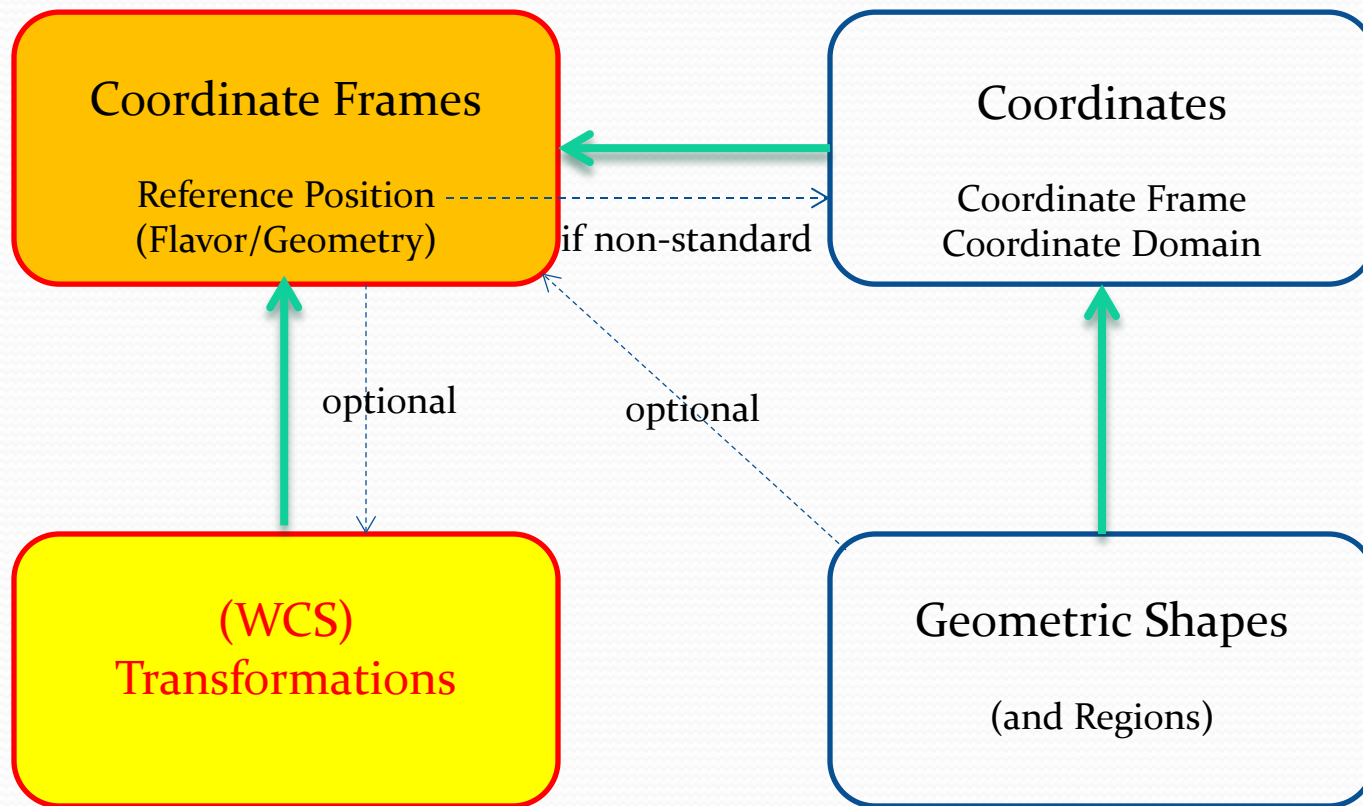 Coordinate Frames
Reference Position
(Flavor/Geometry)
if non-standard
Coordinates
Coordinate Frame
Coordinate Domain
optional
optional
(WCS)
Transformations
Geometric Shapes
(and Regions)